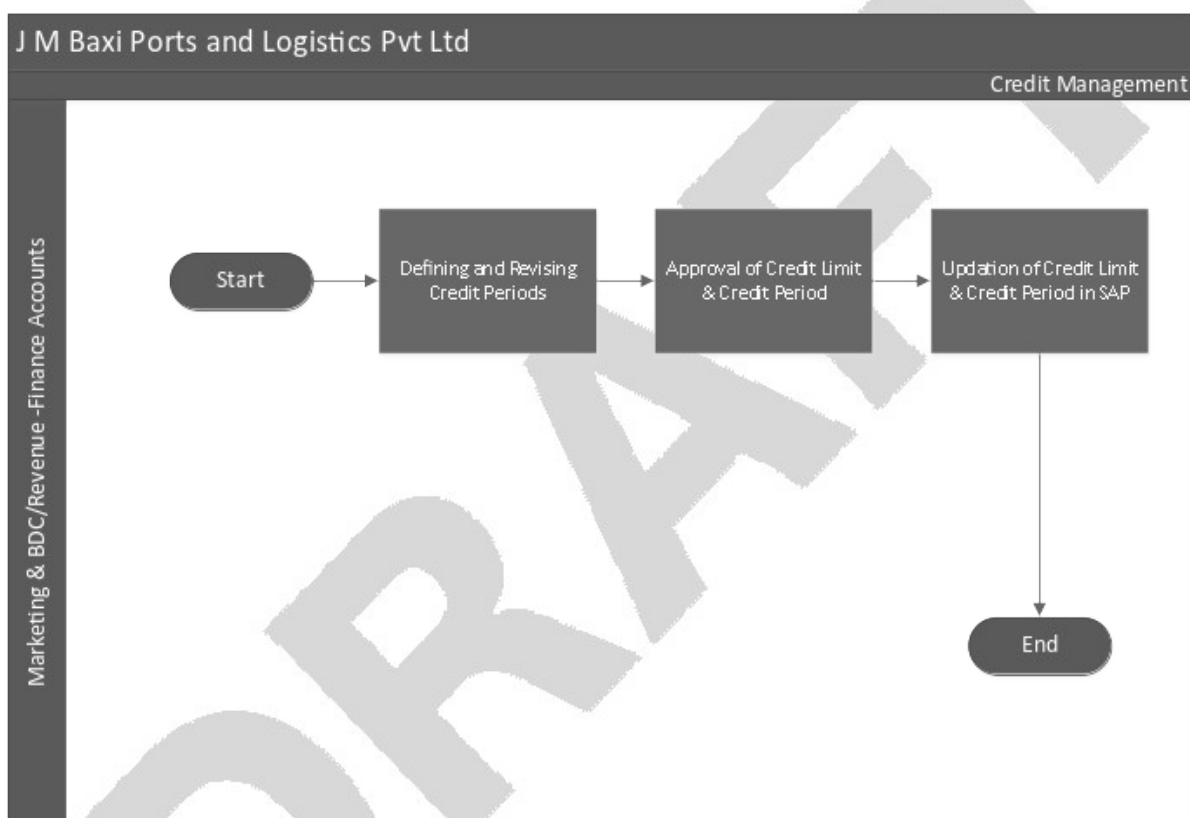 J M Baxi Ports and Logistics Pvt Ltd
Credit Management
Marketing & BDC/Revenue -Finance Accounts
Start
Defining and Revising
Credit Periods
Approval of Credit Limit
& Credit Period
Updation of Credit Limit
& Credit Period in SAP
End
DRAFT